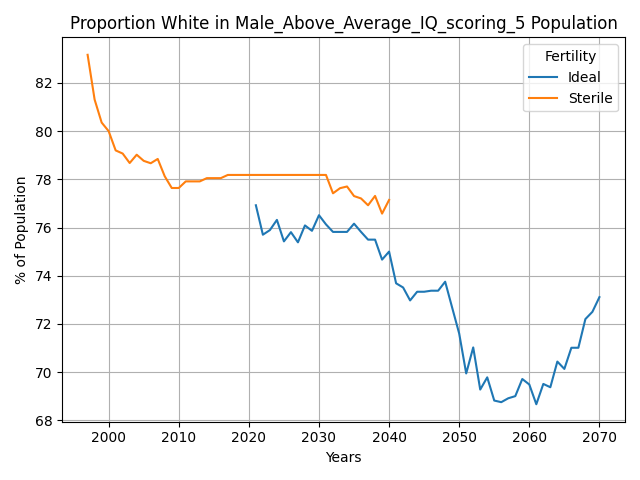 Proportion White in Male_Above_Average_IQ_scoring_5 Population
Fertility
Ideal
Sterile
% of Population
82
80
78
76
74
72
70
68
2000 2010 2020 2030 2040 2050 2060 2070
Years